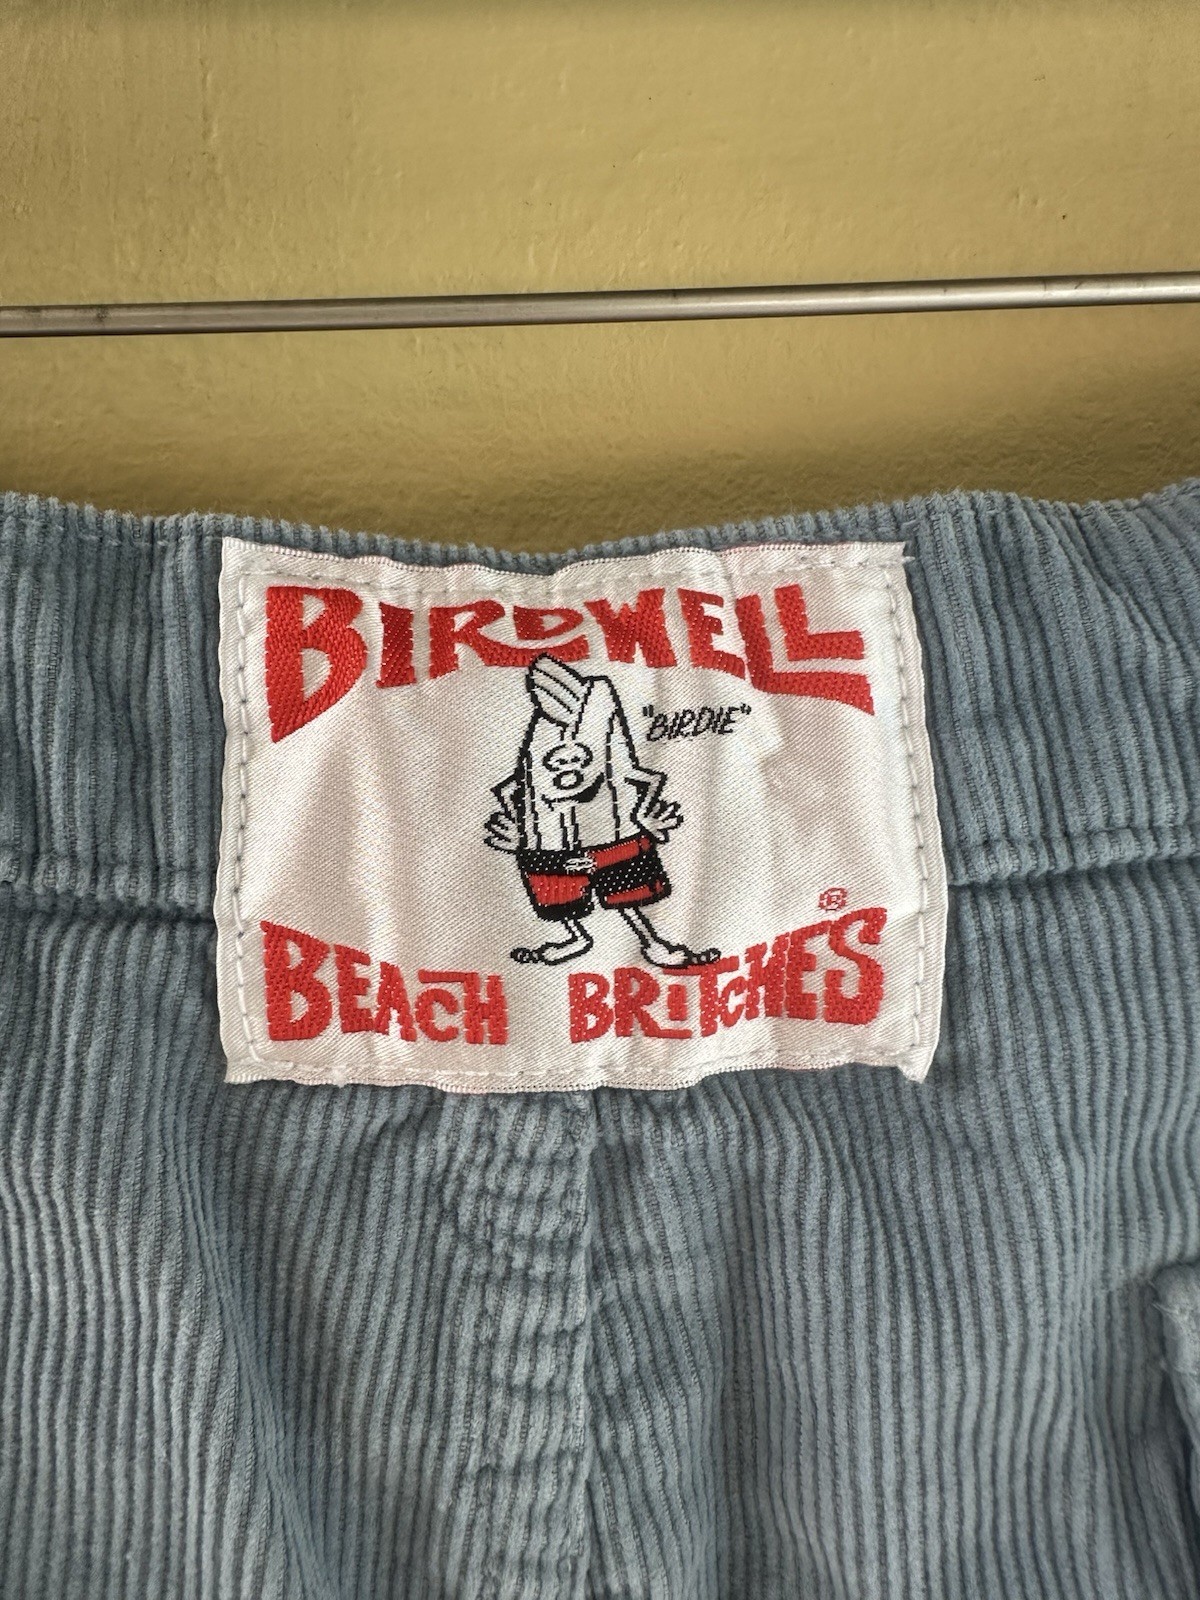 BIRDWELL
"BIRDIE"
®
BEACH BRITCHES